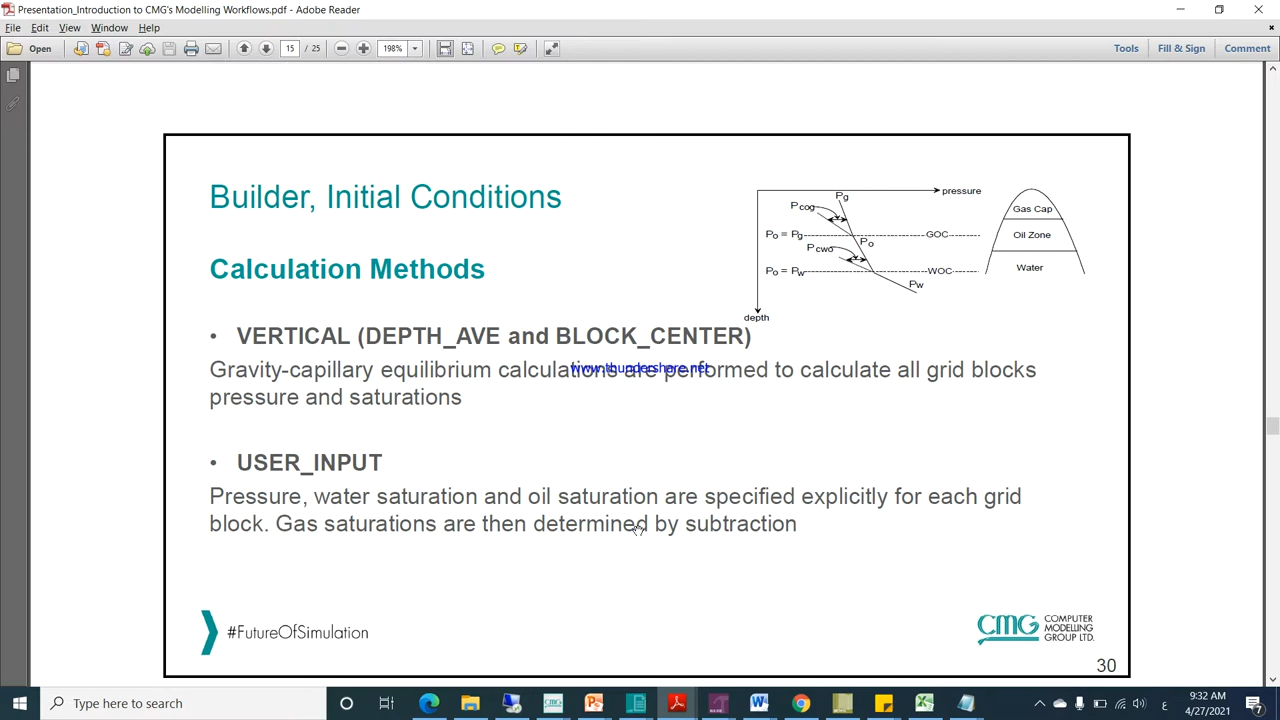 Presentation_Introduction to CMG's Modelling Workflows.pdf - Adobe Reader
File Edit View Window Help
Open 15 / 25 198% Tools Fill & Sign Comment
Builder, Initial Conditions
Pg pressure
Pcog
Gas Cap
Po = Pg GOC Oil Zone
Po
Pcwo
Po = Pw WOC Water
Pw
depth
Calculation Methods
• VERTICAL (DEPTH_AVE and BLOCK_CENTER)
Gravity-capillary equilibrium calculations are performed to calculate all grid blocks
www.thundershare.net
pressure and saturations
• USER_INPUT
Pressure, water saturation and oil saturation are specified explicitly for each grid
block. Gas saturations are then determined by subtraction
#FutureOfSimulation
CMG COMPUTER
MODELLING
GROUP LTD.
30
Type here to search
9:32 AM
4/27/2021